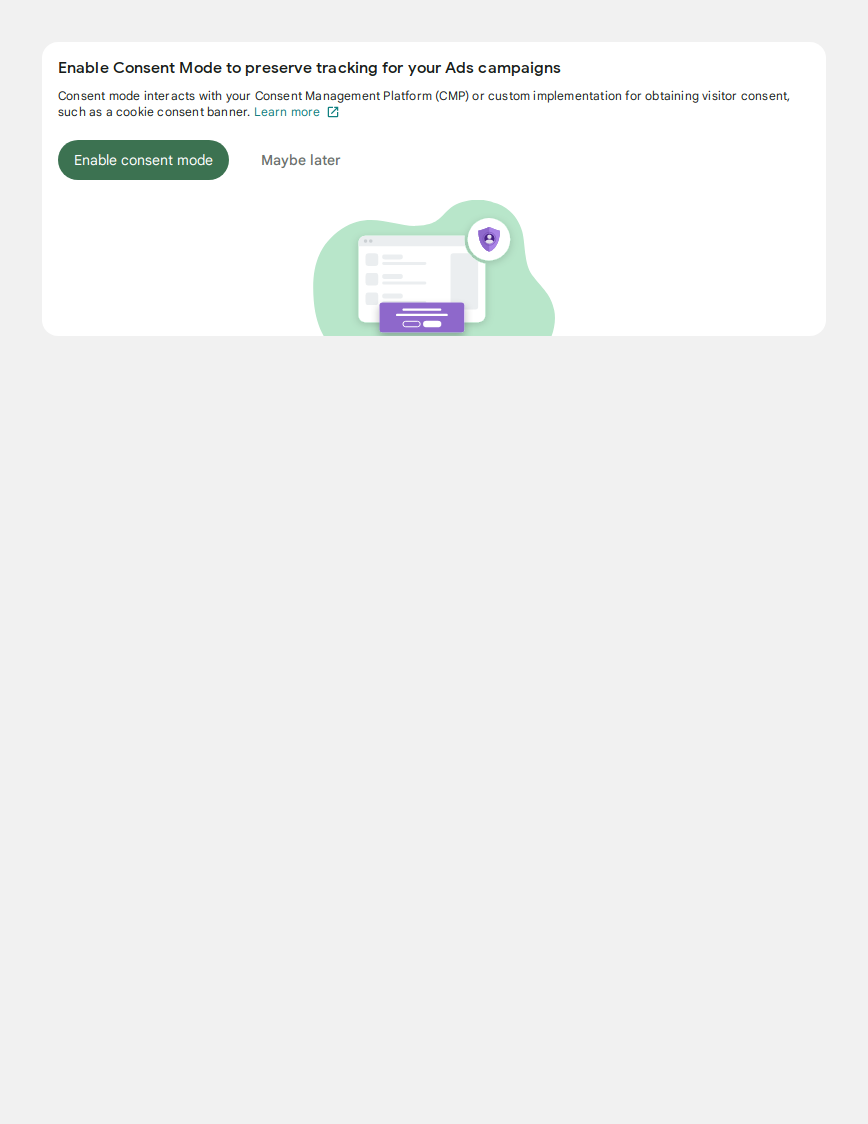 Enable Consent Mode to preserve tracking for your Ads campaigns
Consent mode interacts with your Consent Management Platform (CMP) or custom implementation for obtaining visitor consent,
such as a cookie consent banner. Learn more
Enable consent mode
Maybe later